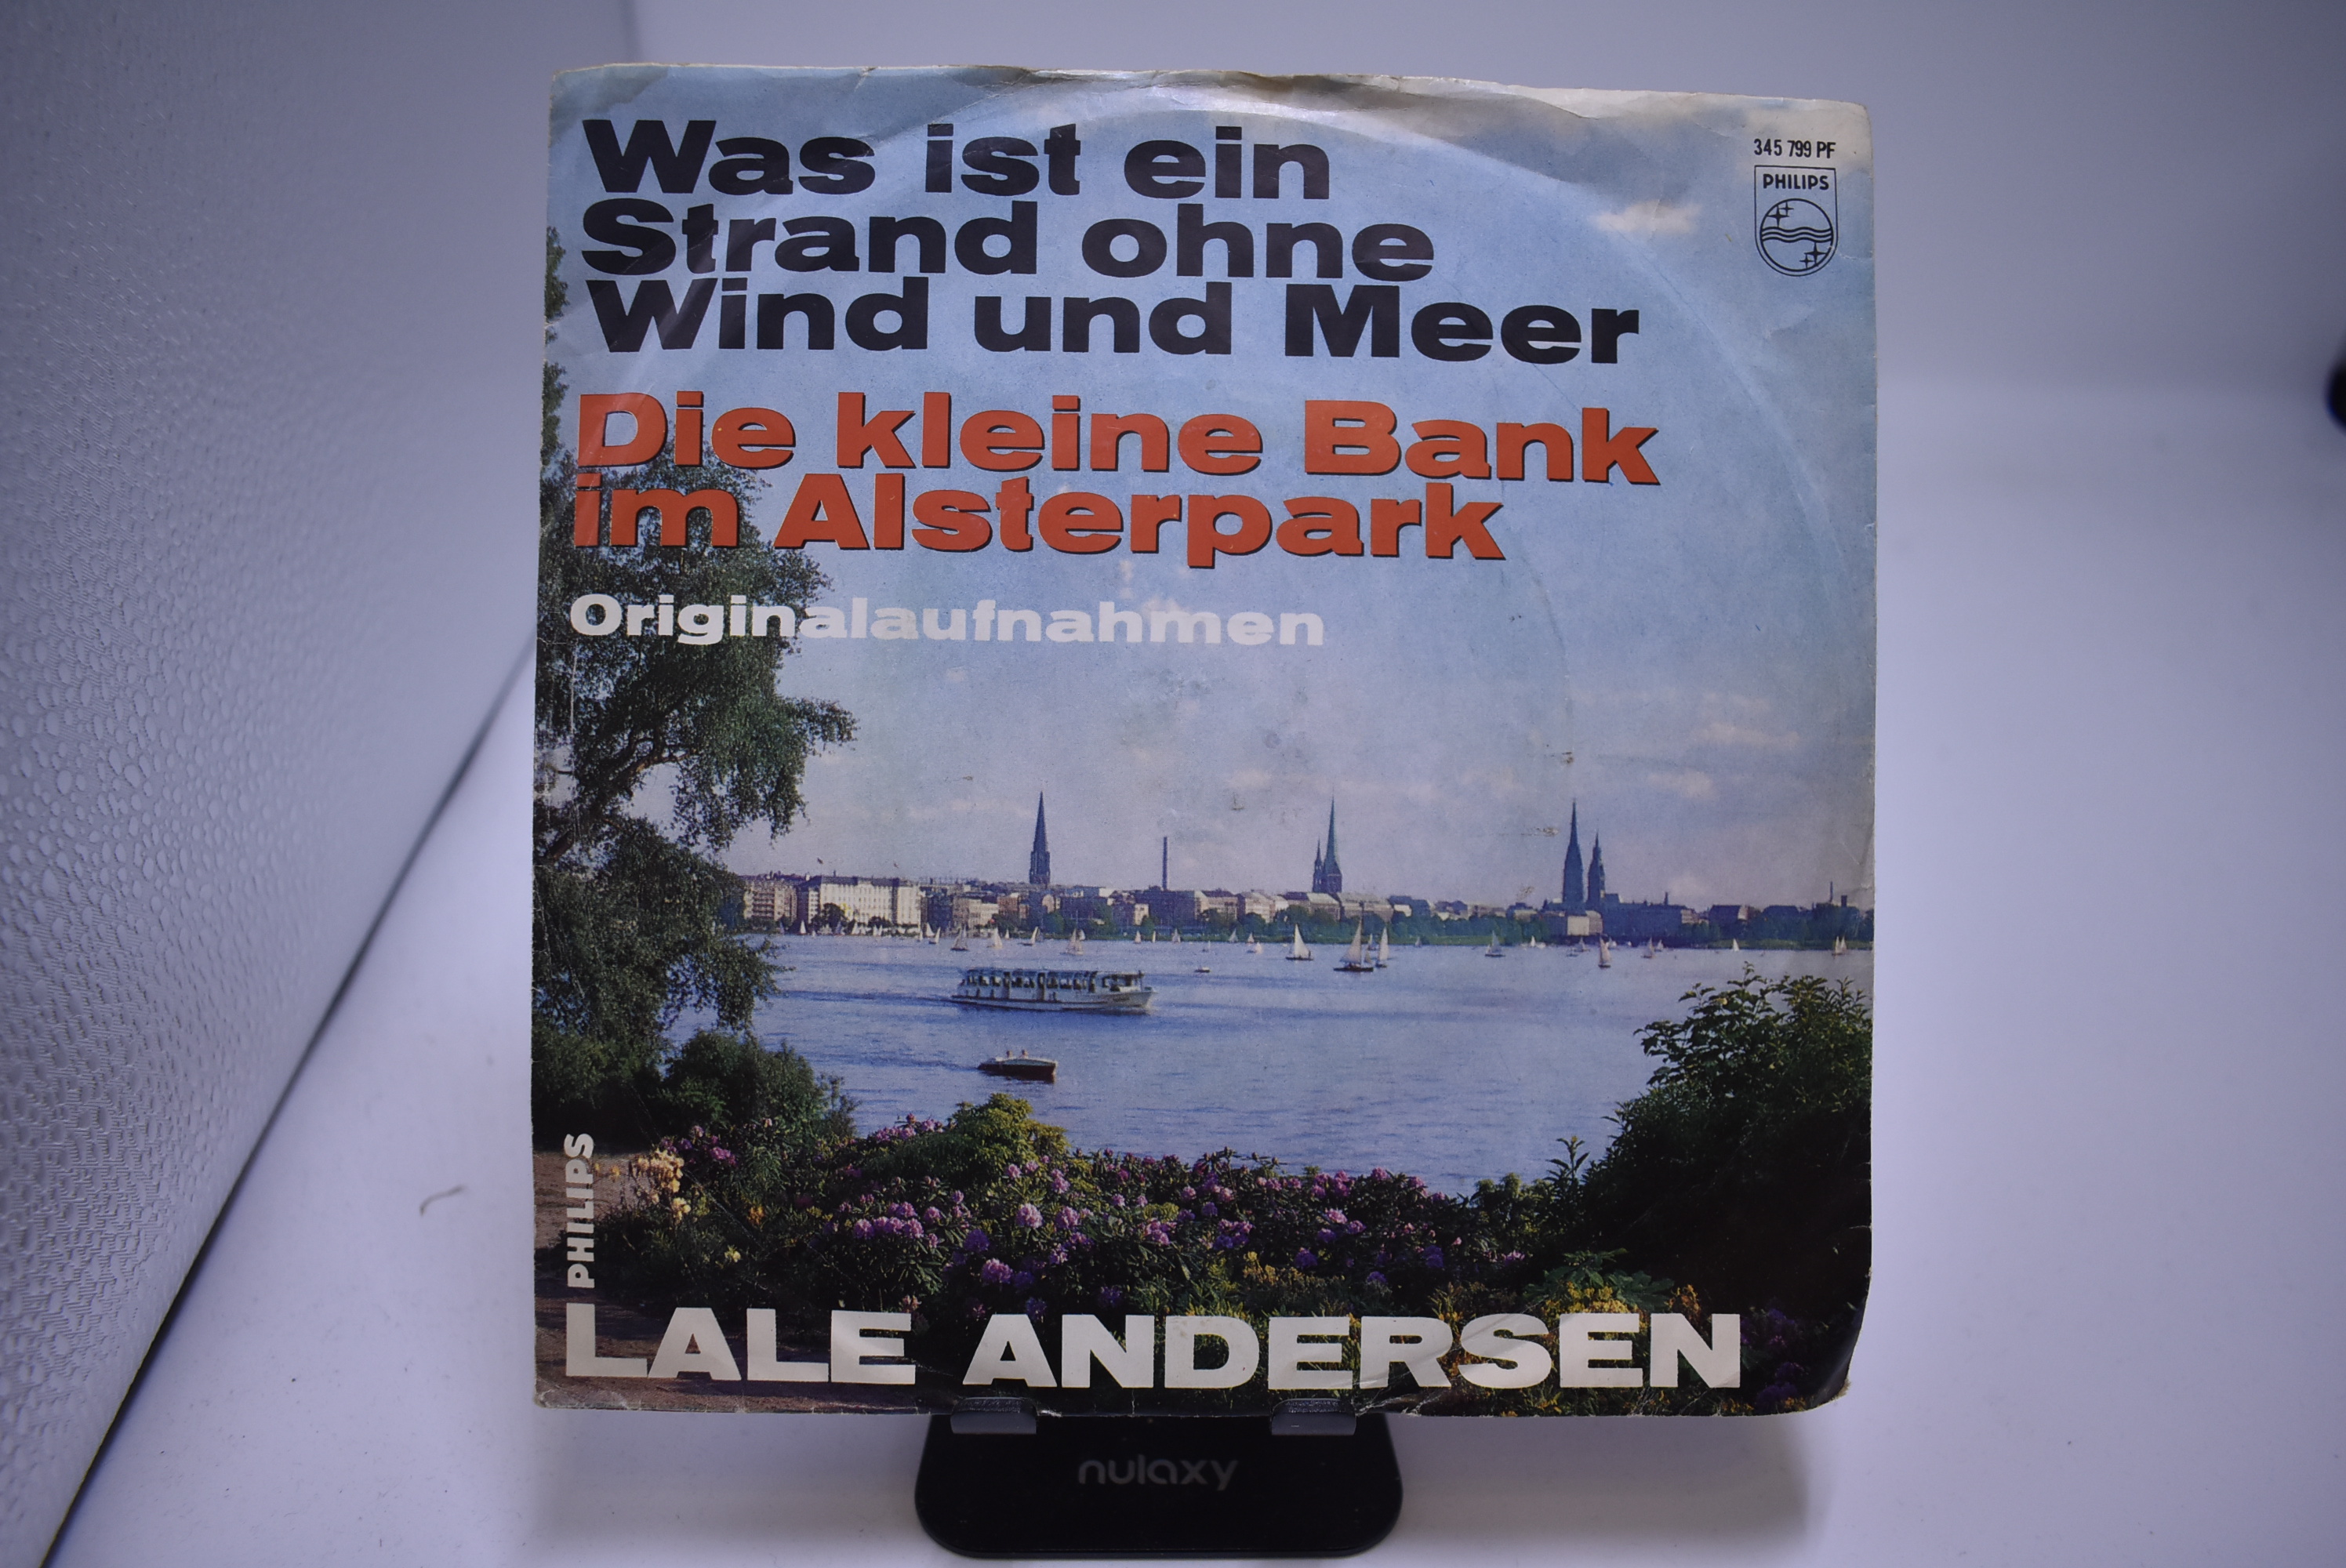 Was ist ein
Strand ohne
Wind und Meer
345 799 PF
PHILIPS
Die kleine Bank
im Alsterpark
Originalaufnahmen
PHILIPS
LALE ANDERSEN
nulaxy